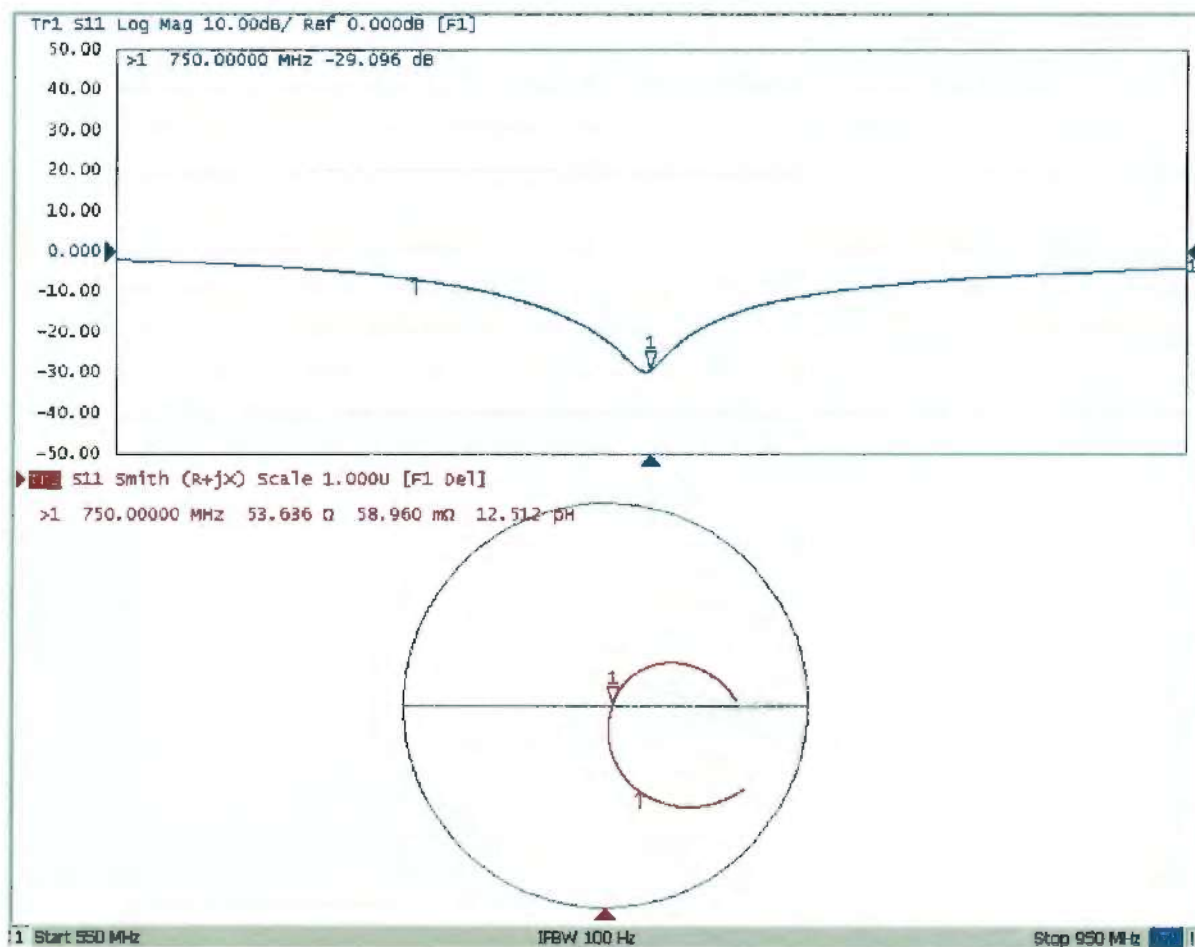 Tr1 S11 Log Mag 10.00dB/ Ref 0.000dB [F1]
50.00
>1 750.00000 MHz -29.096 dB
40.00
30.00
20.00
10.00
0.000
1
-10.00
-20.00
1
-30.00
-40.00
-50.00
S11 Smith (R+jX) Scale 1.000U [F1 Del]
>1 750.00000 MHz 53.636 Ω 58.960 mΩ 12.512 pH
1
1 Start 550 MHz IFBW 100 Hz Stop 950 MHz